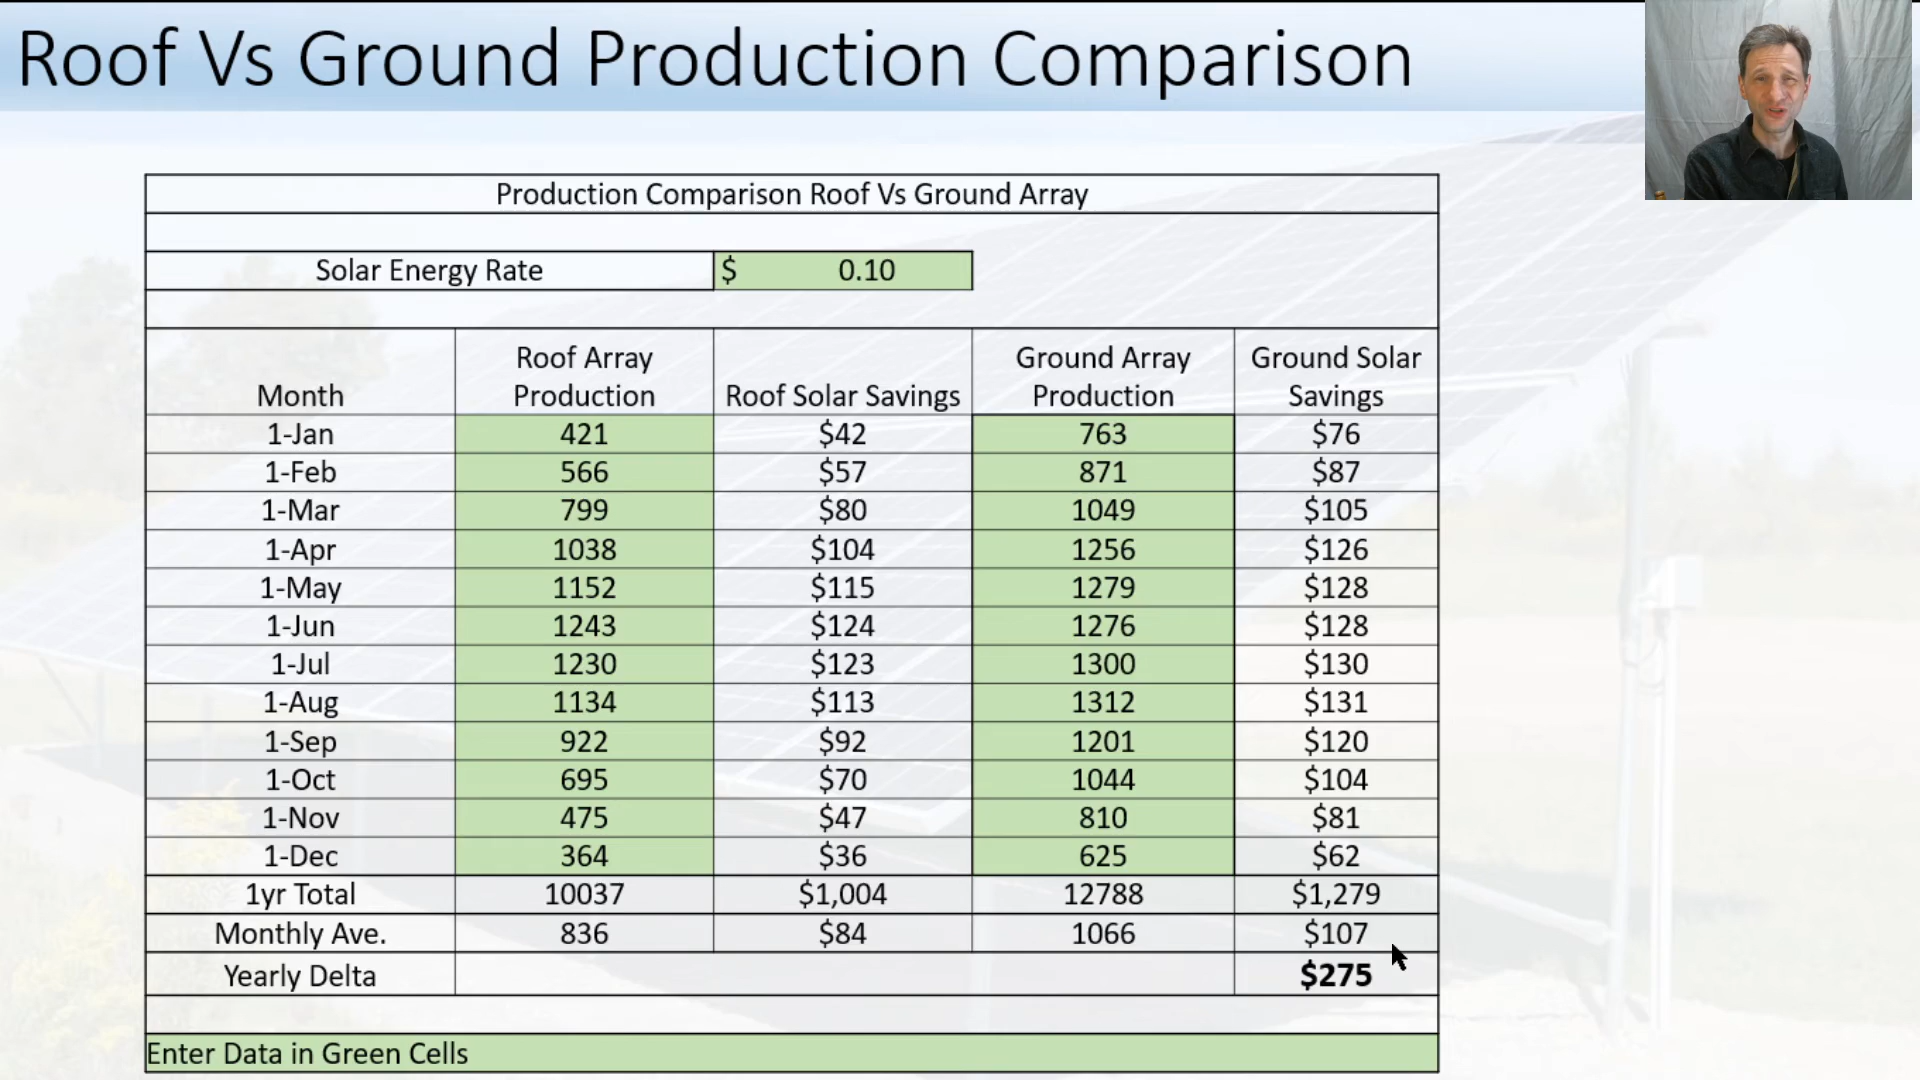 Roof Vs Ground Production Comparison
Production Comparison Roof Vs Ground Array
Solar Energy Rate $ 0.10
Month Roof Array Production Roof Solar Savings Ground Array Production Ground Solar Savings
1-Jan 421 $42 763 $76
1-Feb 566 $57 871 $87
1-Mar 799 $80 1049 $105
1-Apr 1038 $104 1256 $126
1-May 1152 $115 1279 $128
1-Jun 1243 $124 1276 $128
1-Jul 1230 $123 1300 $130
1-Aug 1134 $113 1312 $131
1-Sep 922 $92 1201 $120
1-Oct 695 $70 1044 $104
1-Nov 475 $47 810 $81
1-Dec 364 $36 625 $62
1yr Total 10037 $1,004 12788 $1,279
Monthly Ave. 836 $84 1066 $107
Yearly Delta $275
Enter Data in Green Cells